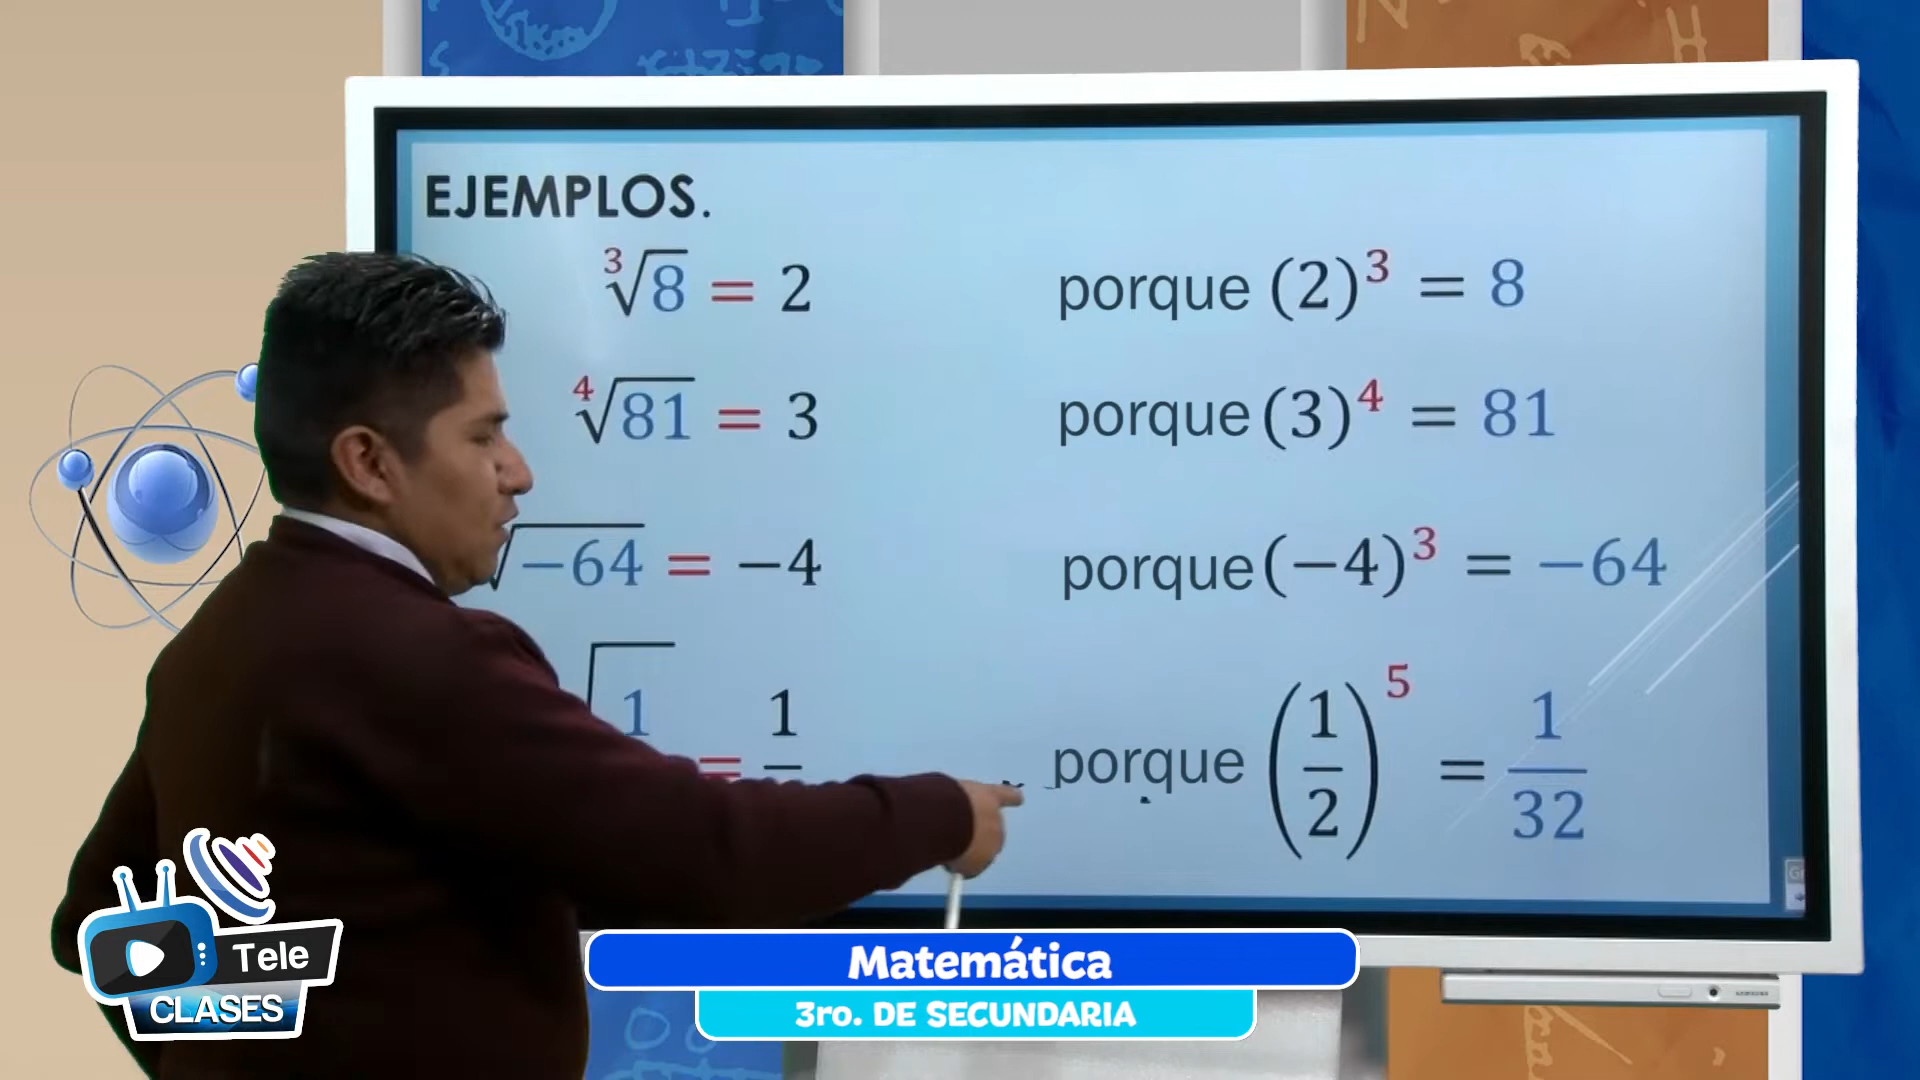 EJEMPLOS.
∛8 = 2 porque (2)³ = 8
∜81 = 3 porque (3)⁴ = 81
√−64 = −4 porque (−4)³ = −64
√1 = 1 porque (1/2)⁵ = 1/32
Tele
CLASES
Matemática
3ro. DE SECUNDARIA
SAMSUNG